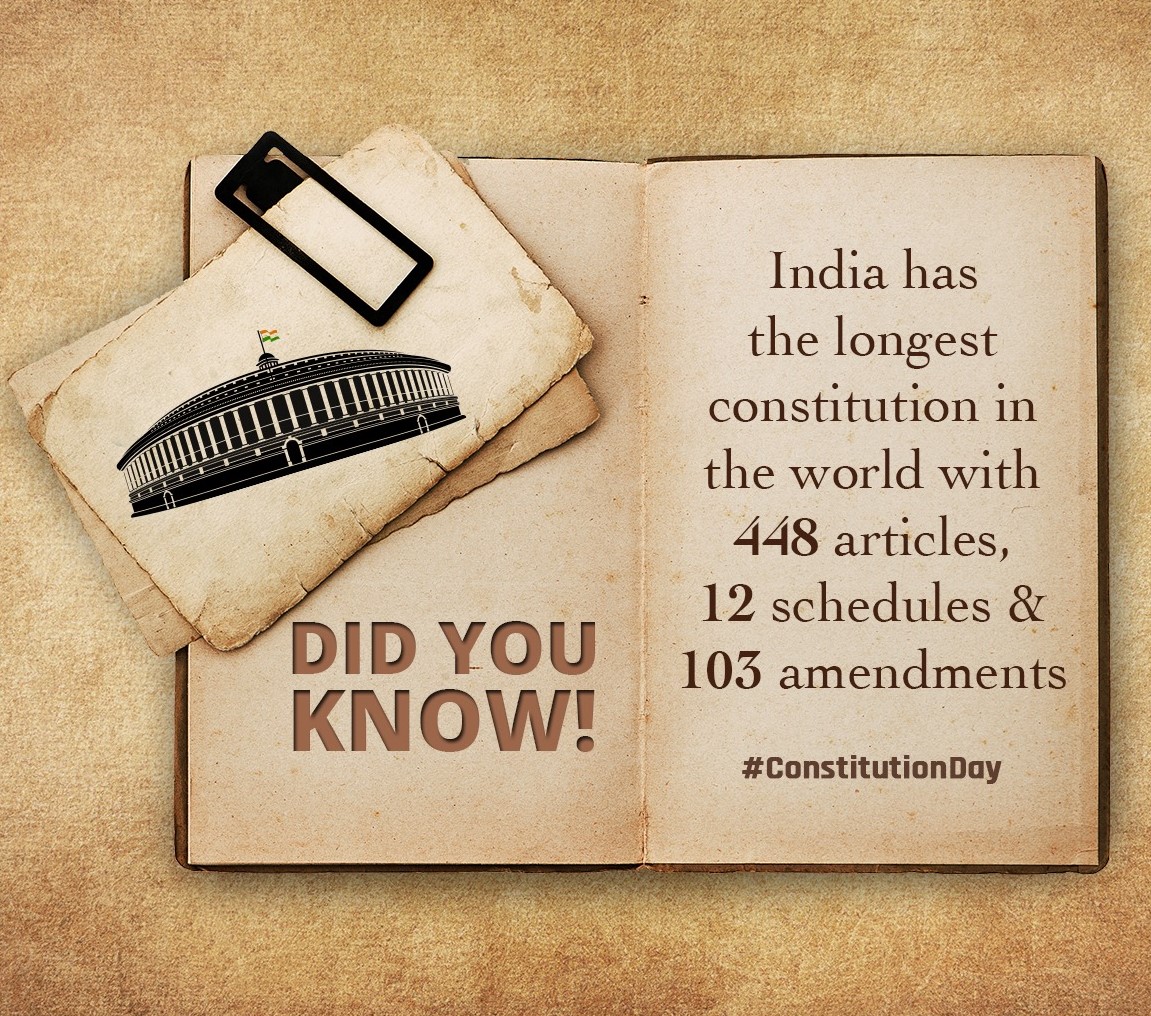 DID YOU
KNOW!
India has
the longest
constitution in
the world with
448 articles,
12 schedules &
103 amendments
#ConstitutionDay